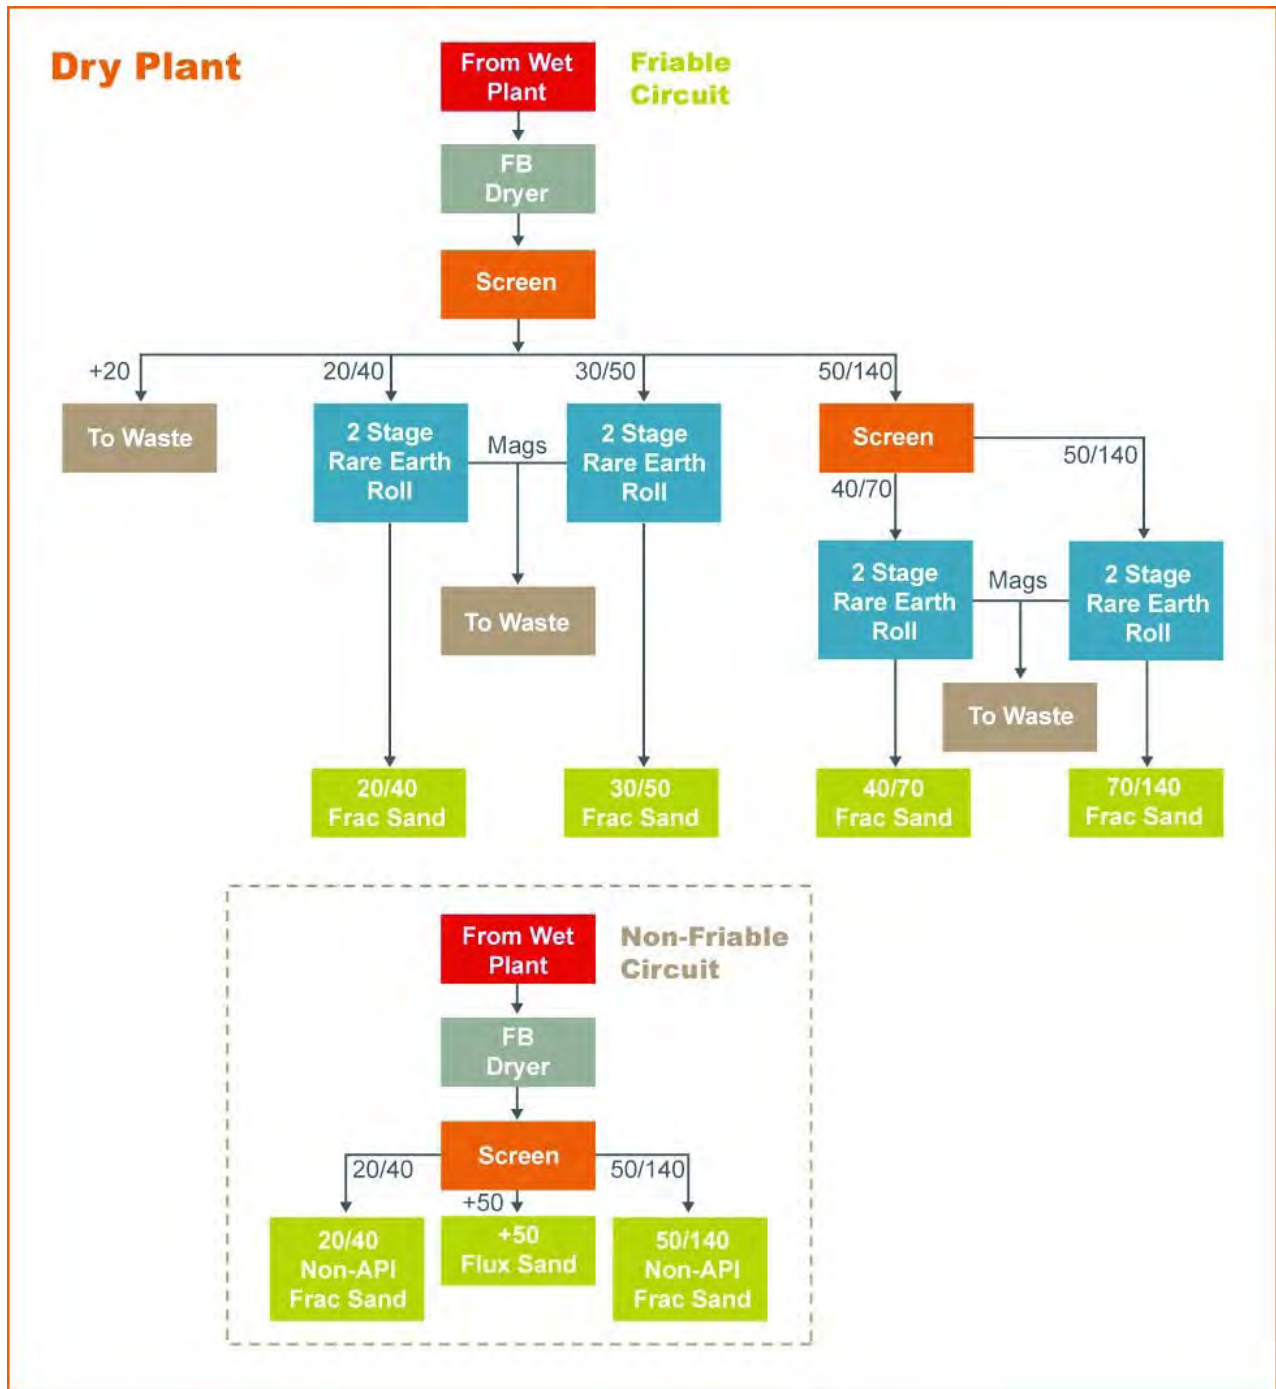 Dry Plant
From Wet
Plant
Friable
Circuit
FB
Dryer
Screen
+20
20/40
30/50
50/140
To Waste
2 Stage
Rare Earth
Roll
Mags
2 Stage
Rare Earth
Roll
Screen
50/140
40/70
To Waste
2 Stage
Rare Earth
Roll
Mags
2 Stage
Rare Earth
Roll
To Waste
20/40
Frac Sand
30/50
Frac Sand
40/70
Frac Sand
70/140
Frac Sand
From Wet
Plant
Non-Friable
Circuit
FB
Dryer
Screen
20/40
+50
50/140
20/40
Non-API
Frac Sand
+50
Flux Sand
50/140
Non-API
Frac Sand